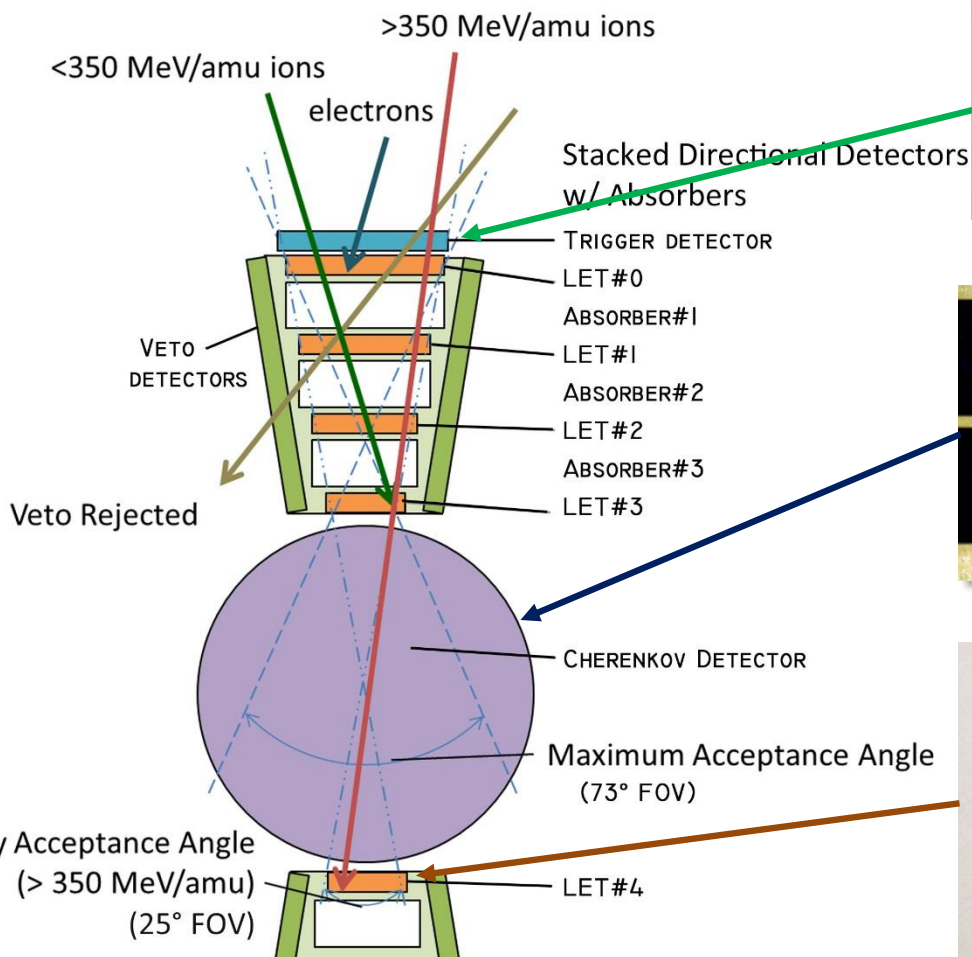 >350 MeV/amu ions
<350 MeV/amu ions
electrons
Stacked Directional Detectors
w/ Absorbers
TRIGGER DETECTOR
LET#0
ABSORBER#1
LET#1
ABSORBER#2
LET#2
ABSORBER#3
LET#3
VETO
DETECTORS
Veto Rejected
CHERENKOV DETECTOR
Maximum Acceptance Angle
(73° FOV)
Acceptance Angle
(> 350 MeV/amu)
(25° FOV)
LET#4